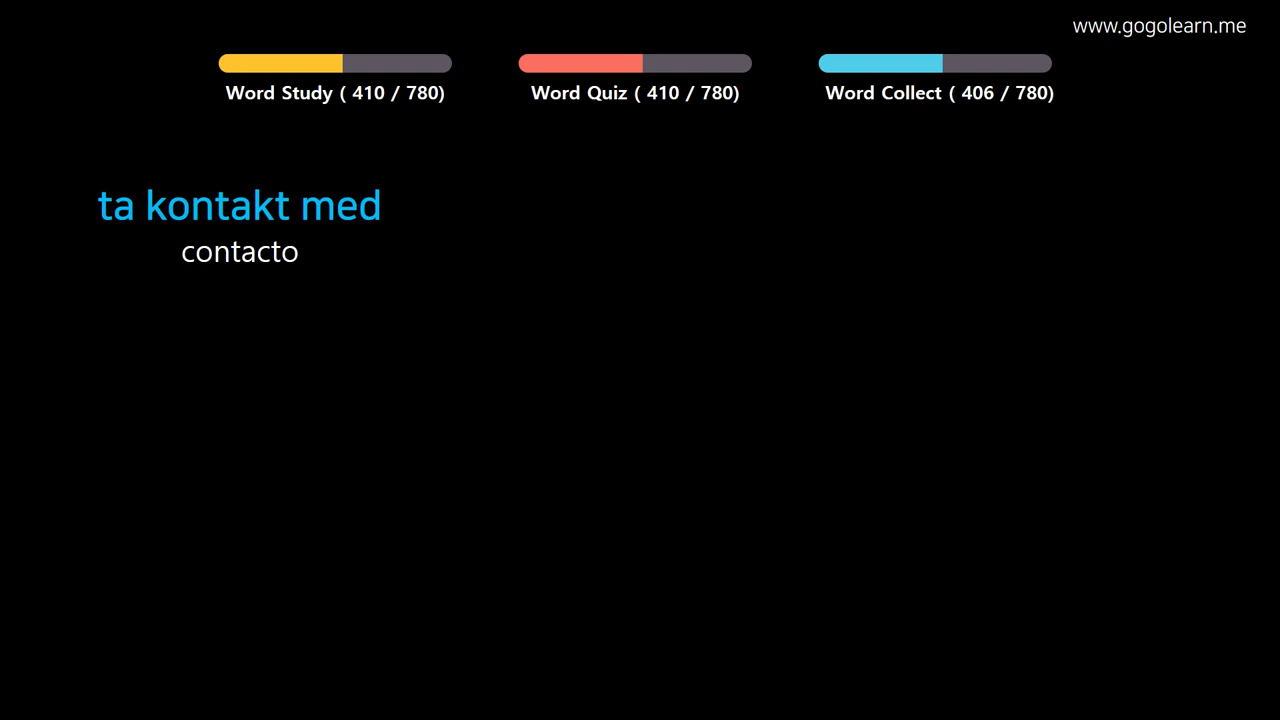 www.gogolearn.me
Word Study ( 410 / 780)
Word Quiz ( 410 / 780)
Word Collect ( 406 / 780)
ta kontakt med
contacto